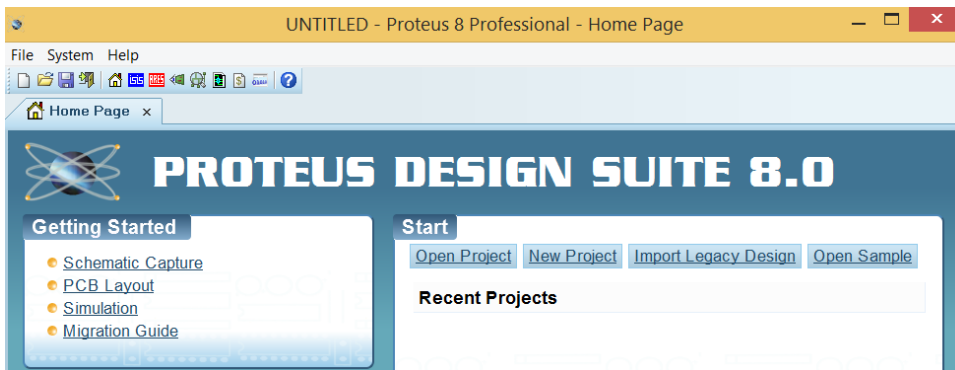 UNTITLED - Proteus 8 Professional - Home Page
File System Help
Home Page
PROTEUS DESIGN SUITE 8.0
Getting Started
Schematic Capture
PCB Layout
Simulation
Migration Guide
Start
Open Project New Project Import Legacy Design Open Sample
Recent Projects